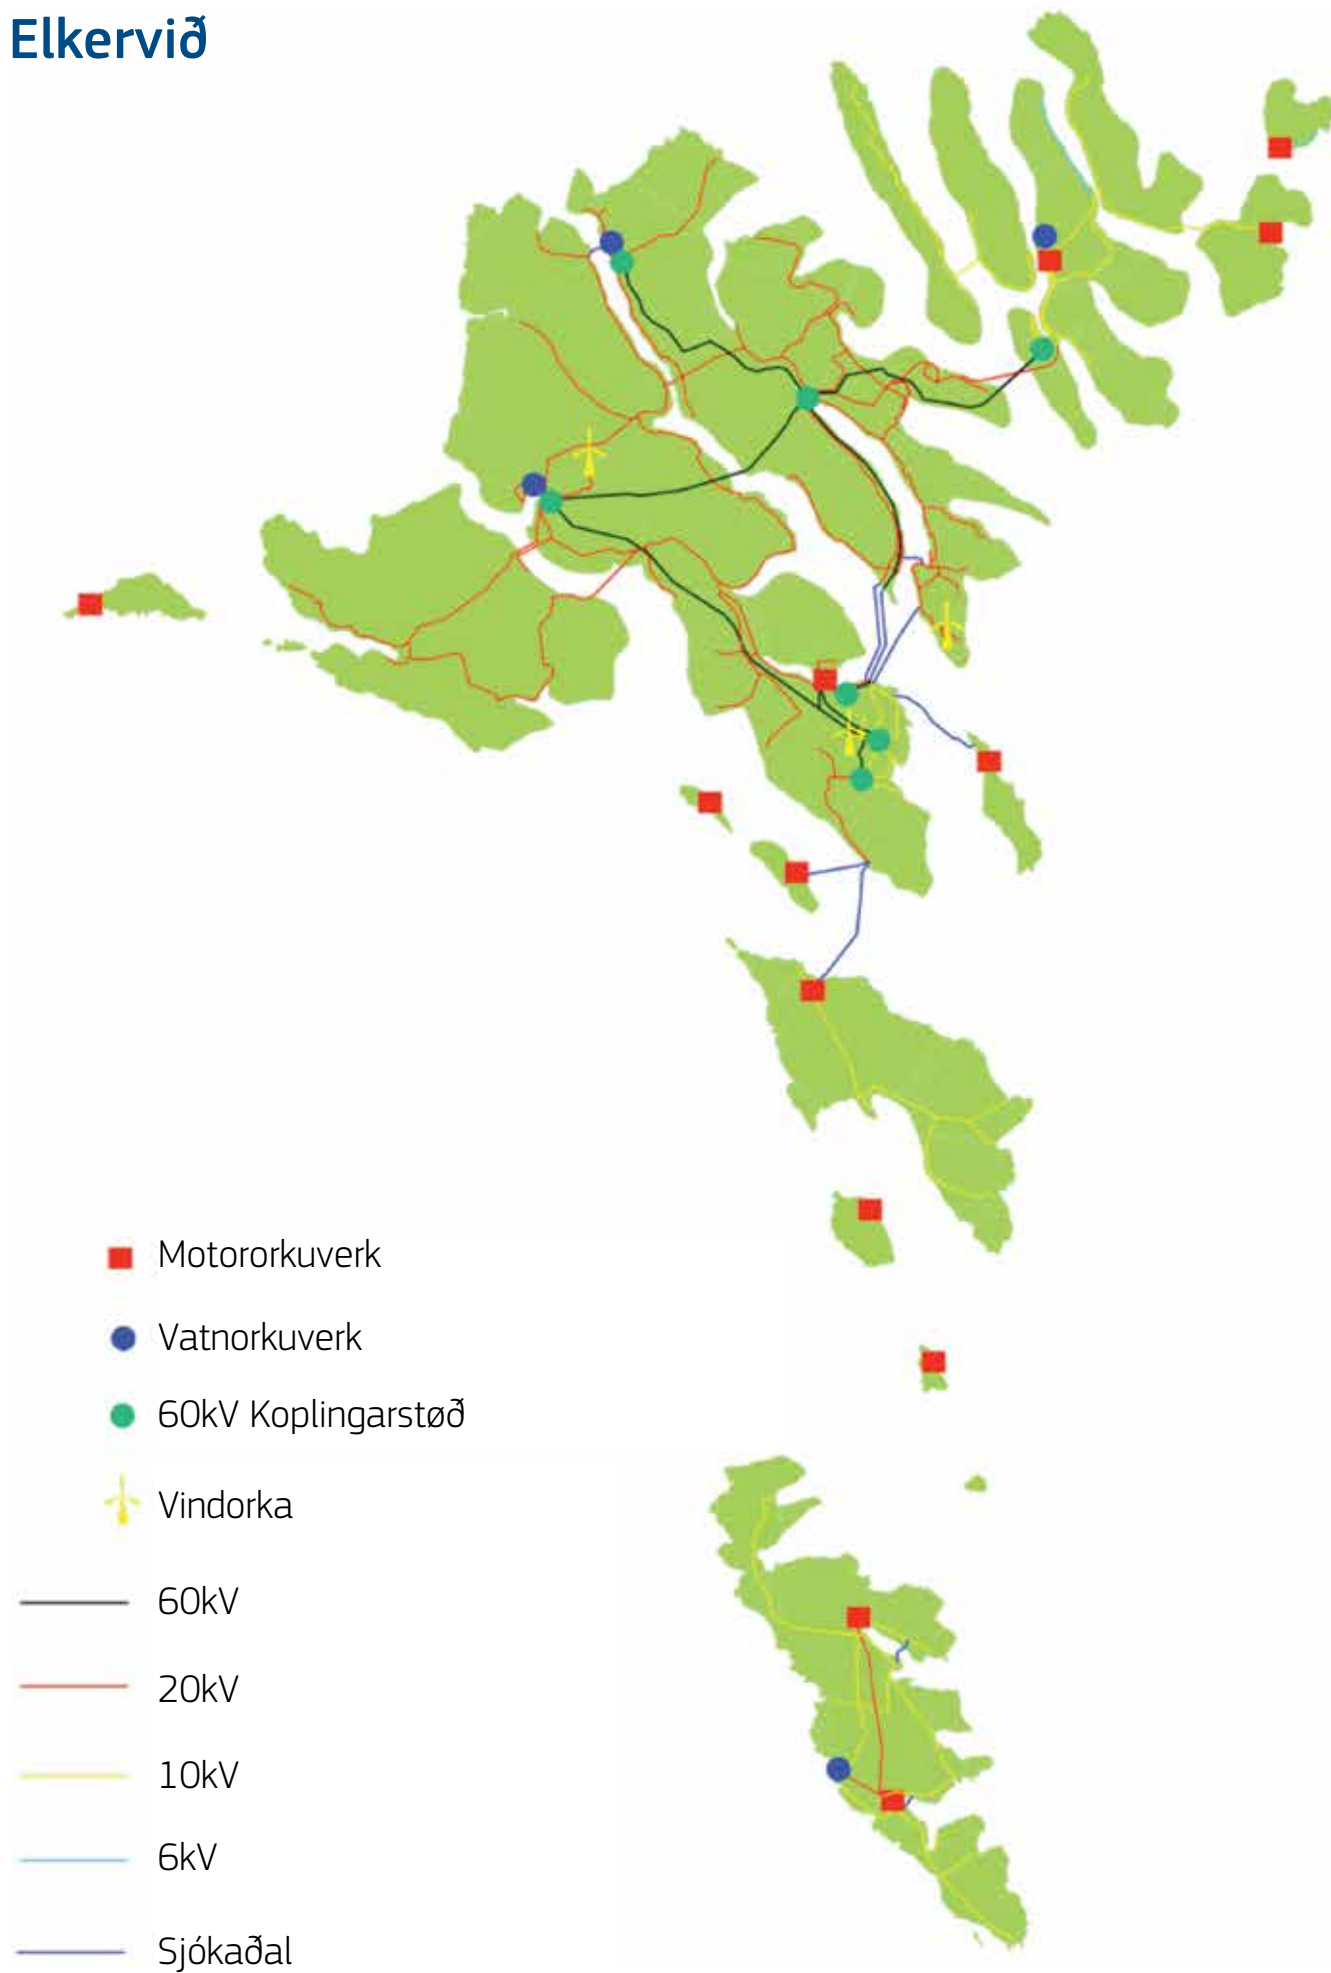 Elkervið
Motororkuverk
Vatnorkuverk
60kV Koplingarstøð
Vindorka
60kV
20kV
10kV
6kV
Sjókaðal